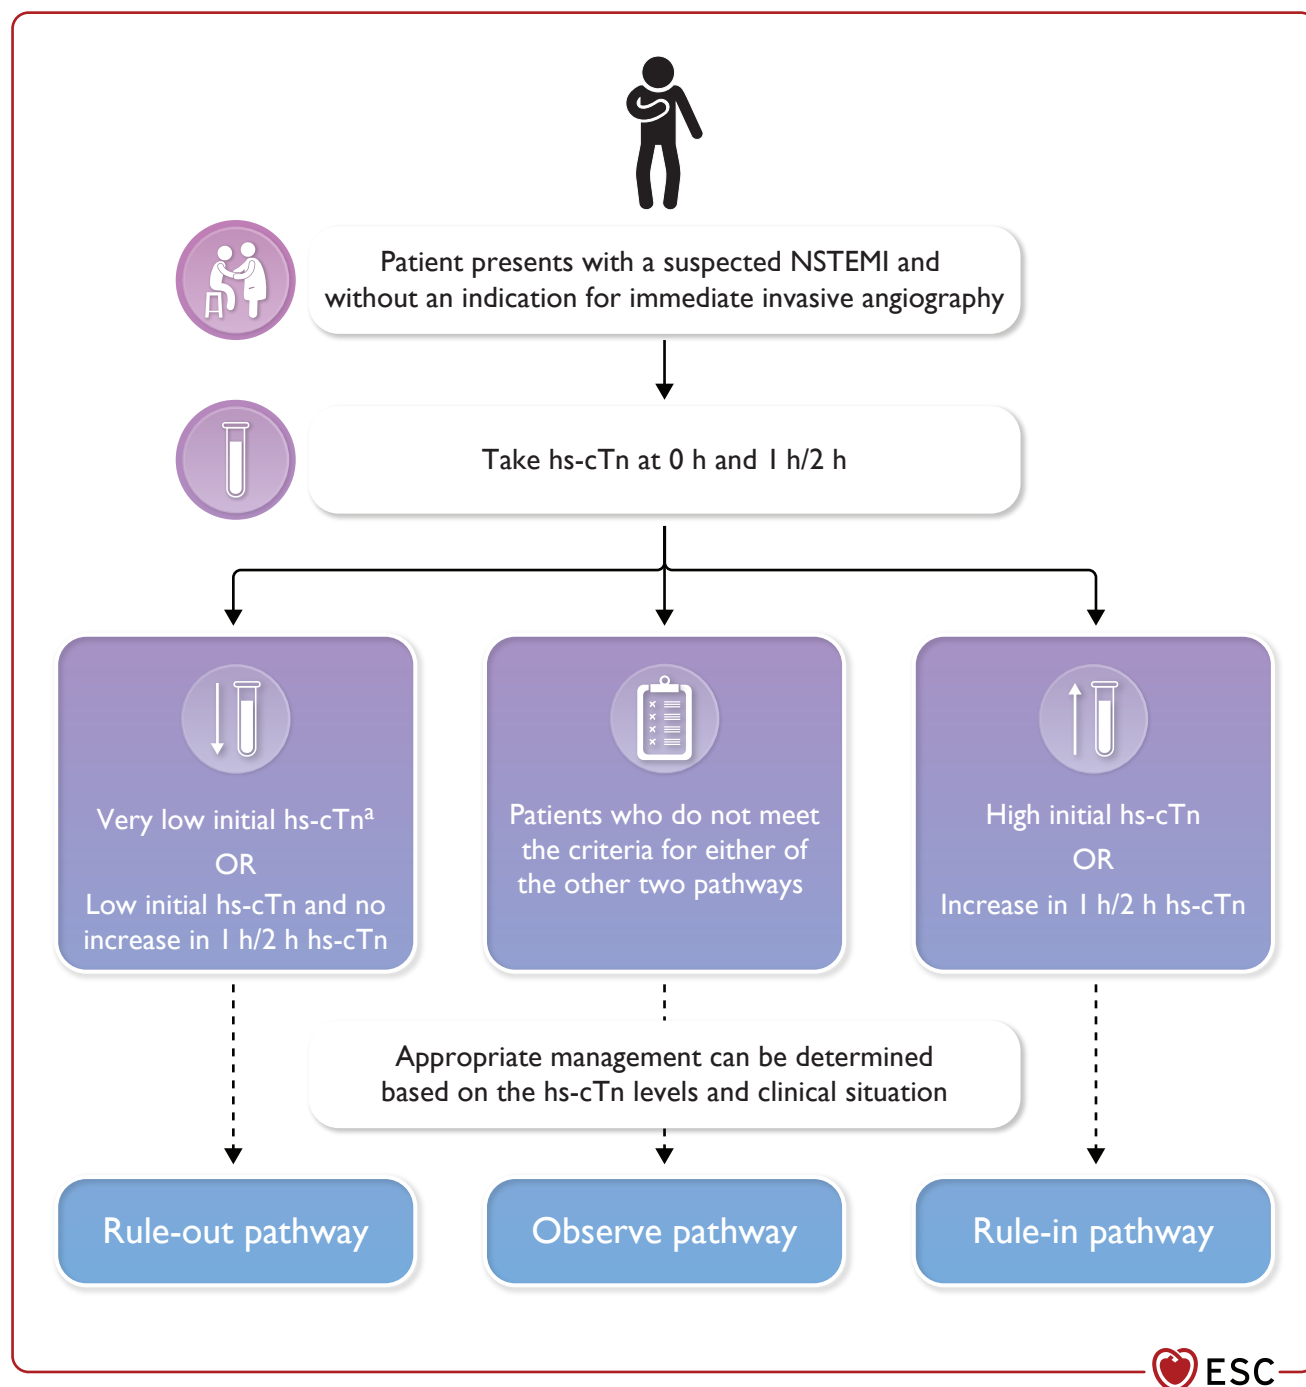 Patient presents with a suspected NSTEMI and
without an indication for immediate invasive angiography
Take hs-cTn at 0 h and 1 h/2 h
Very low initial hs-cTnᵃ
OR
Low initial hs-cTn and no
increase in 1 h/2 h hs-cTn
Patients who do not meet
the criteria for either of
the other two pathways
High initial hs-cTn
OR
Increase in 1 h/2 h hs-cTn
Appropriate management can be determined
based on the hs-cTn levels and clinical situation
Rule-out pathway
Observe pathway
Rule-in pathway
ESC